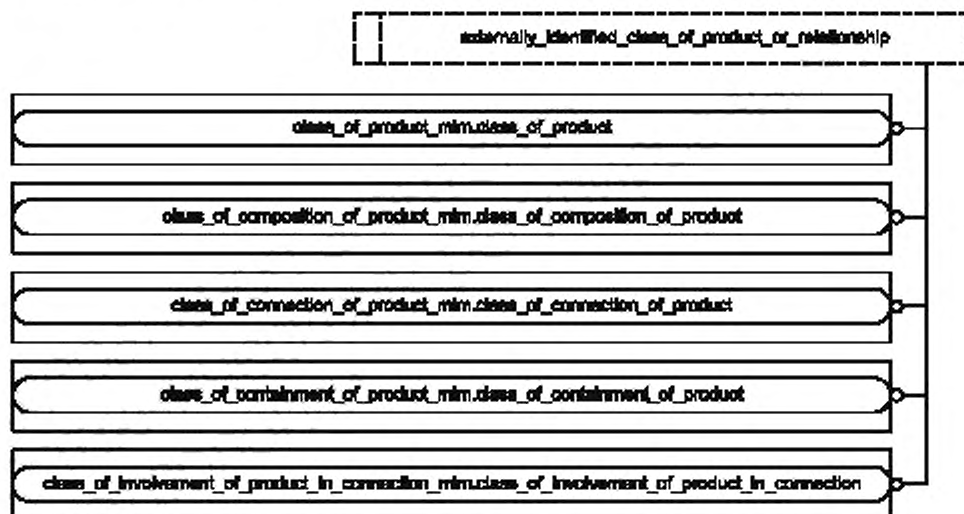 externally_identified_class_of_product_or_relationship
class_of_product_mim.class_of_product
class_of_composition_of_product_mim.class_of_composition_of_product
class_of_connection_of_product_mim.class_of_connection_of_product
class_of_containment_of_product_mim.class_of_containment_of_product
class_of_involvement_of_product_in_connection_mim.class_of_involvement_of_product_in_connection